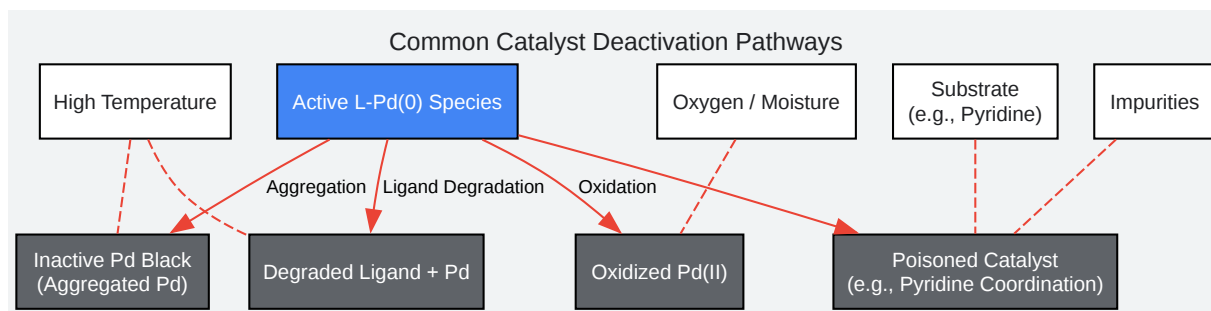 Common Catalyst Deactivation Pathways
High Temperature
Active L-Pd(0) Species
Oxygen / Moisture
Substrate
(e.g., Pyridine)
Impurities
Aggregation
Ligand Degradation
Oxidation
Inactive Pd Black
(Aggregated Pd)
Degraded Ligand + Pd
Oxidized Pd(II)
Poisoned Catalyst
(e.g., Pyridine Coordination)